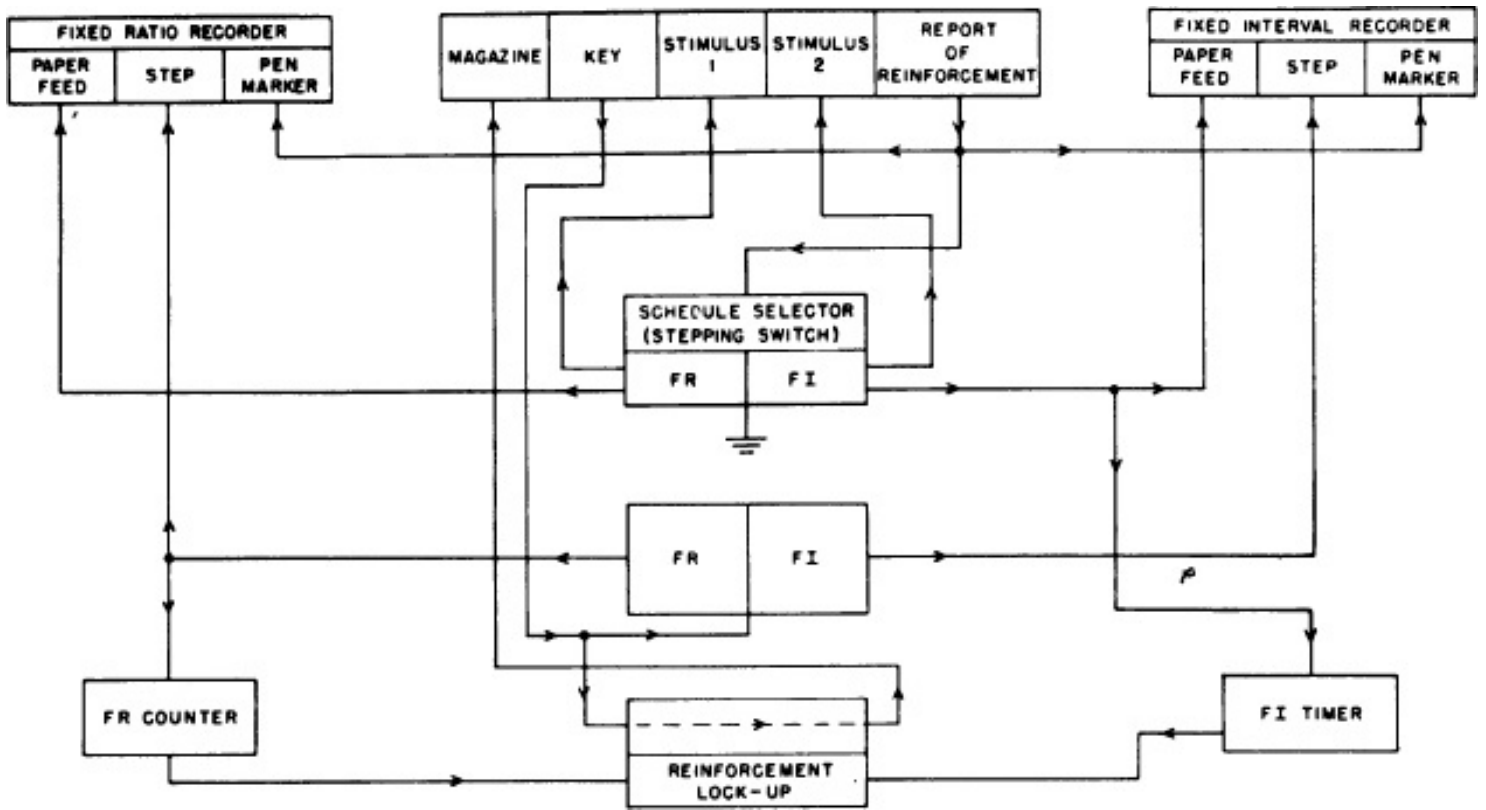 FIXED RATIO RECORDER
PAPER FEED
STEP
PEN MARKER
MAGAZINE
KEY
STIMULUS 1
STIMULUS 2
REPORT OF REINFORCEMENT
FIXED INTERVAL RECORDER
PAPER FEED
STEP
PEN MARKER
SCHEDULE SELECTOR
(STEPPING SWITCH)
FR
FI
FR
FI
FR COUNTER
FI TIMER
REINFORCEMENT
LOCK-UP